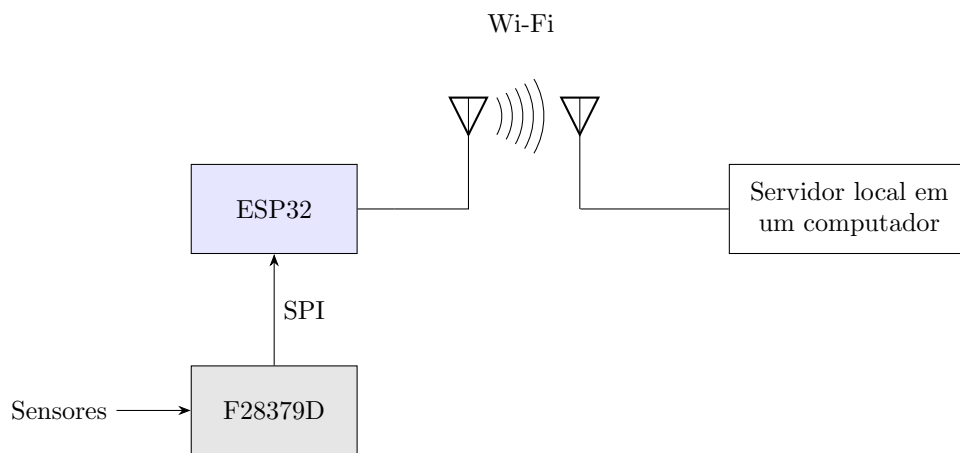 Wi-Fi
ESP32
Servidor local em
um computador
SPI
Sensores
F28379D